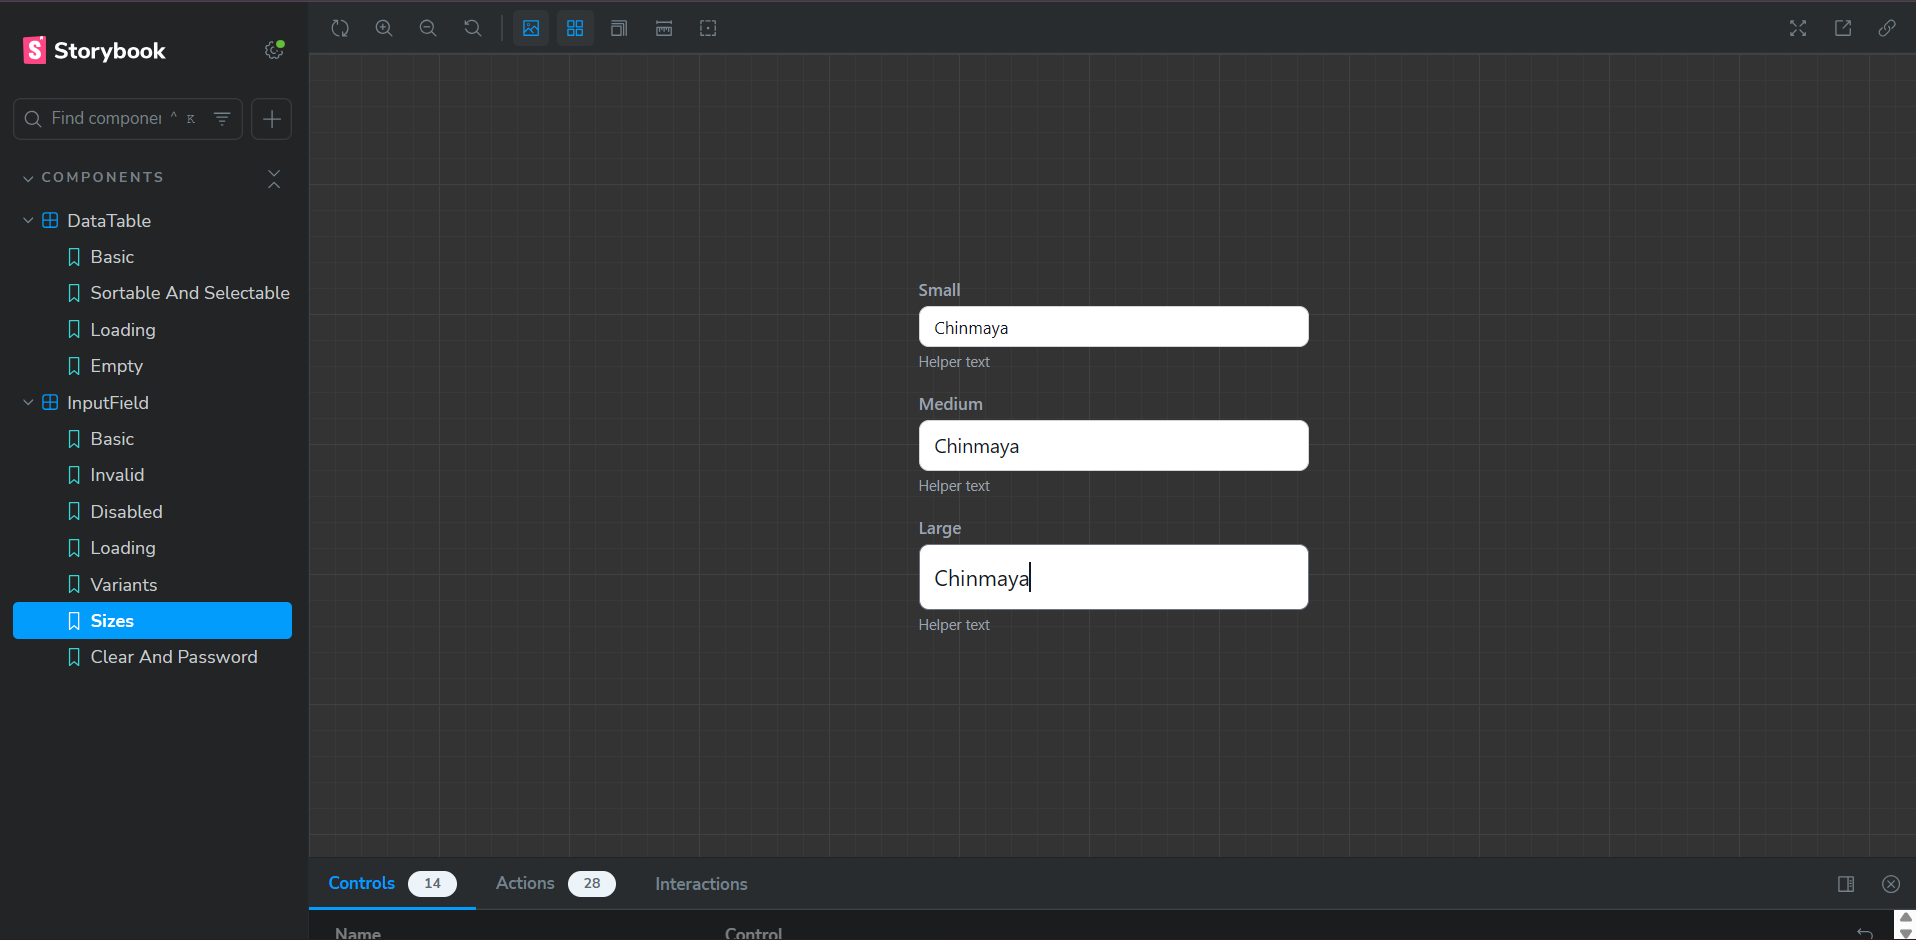 Storybook
Find componen ^ K
COMPONENTS
DataTable
Basic
Sortable And Selectable
Loading
Empty
InputField
Basic
Invalid
Disabled
Loading
Variants
Sizes
Clear And Password
Small
Chinmaya
Helper text
Medium
Chinmaya
Helper text
Large
Chinmaya
Helper text
Controls 14 Actions 28 Interactions
Name Control